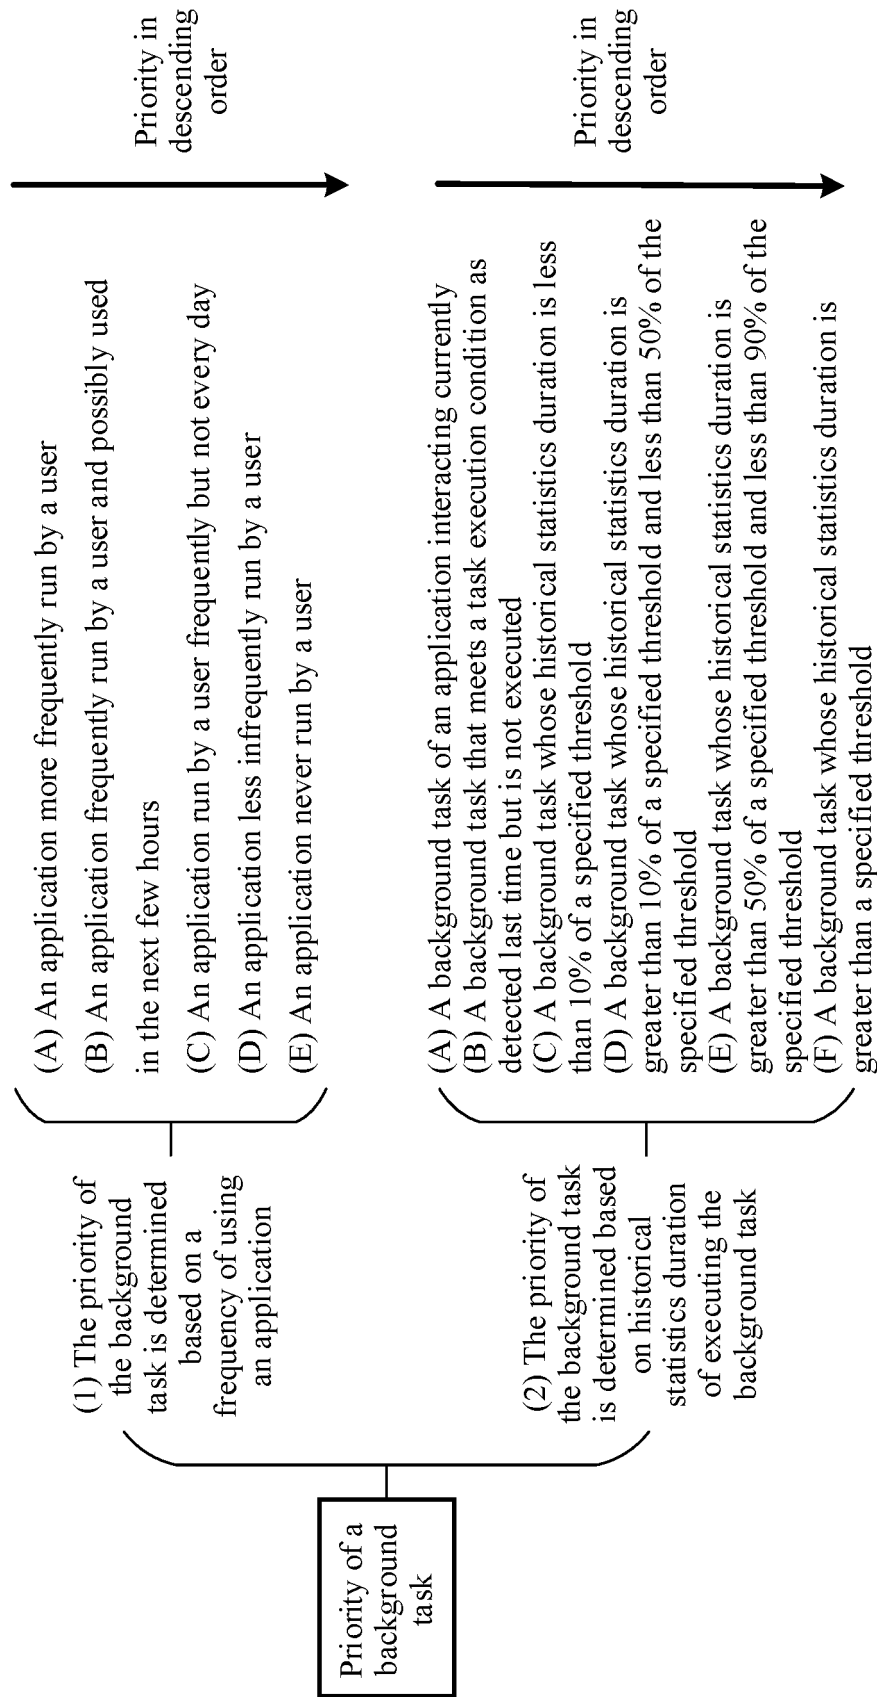 Priority of a
background
task
(1) The priority of
the background
task is determined
based on a
frequency of using
an application
(A) An application more frequently run by a user
(B) An application frequently run by a user and possibly used
in the next few hours
(C) An application run by a user frequently but not every day
(D) An application less infrequently run by a user
(E) An application never run by a user
Priority in
descending
order
(2) The priority of
the background task
is determined based
on historical
statistics duration
of executing the
background task
(A) A background task of an application interacting currently
(B) A background task that meets a task execution condition as
detected last time but is not executed
(C) A background task whose historical statistics duration is less
than 10% of a specified threshold
(D) A background task whose historical statistics duration is
greater than 10% of a specified threshold and less than 50% of the
specified threshold
(E) A background task whose historical statistics duration is
greater than 50% of a specified threshold and less than 90% of the
specified threshold
(F) A background task whose historical statistics duration is
greater than a specified threshold
Priority in
descending
order